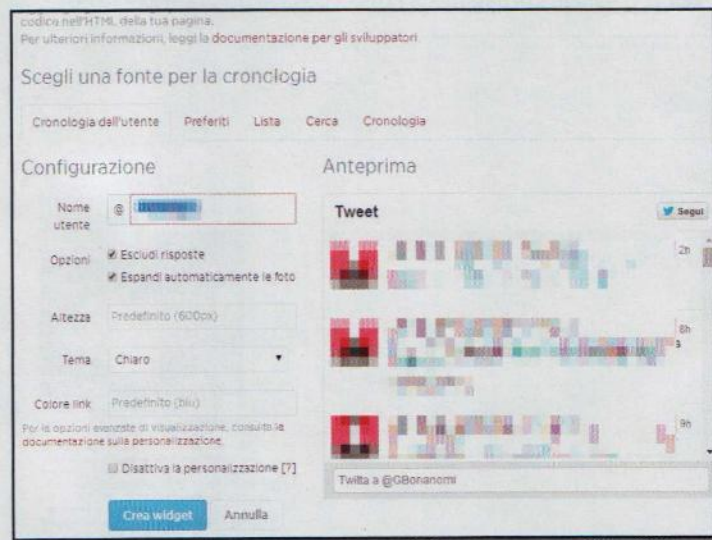 codice nell'HTML della tua pagina.
Per ulteriori informazioni, leggi la documentazione per gli sviluppatori
Scegli una fonte per la cronologia
Cronologia dell'utente Preferiti Lista Cerca Cronologia
Configurazione
Nome utente @
Opzioni Escludi risposte
Espandi automaticamente le foto
Altezza Predefinito (600px)
Tema Chiaro
Colore link Predefinito (blu)
Per le opzioni avanzate di visualizzazione, consulta la
documentazione sulla personalizzazione.
Disattiva la personalizzazione [?]
Crea widget Annulla
Anteprima
Tweet Segui
2h
6h
s
9h
Twitta a @GBonanomi